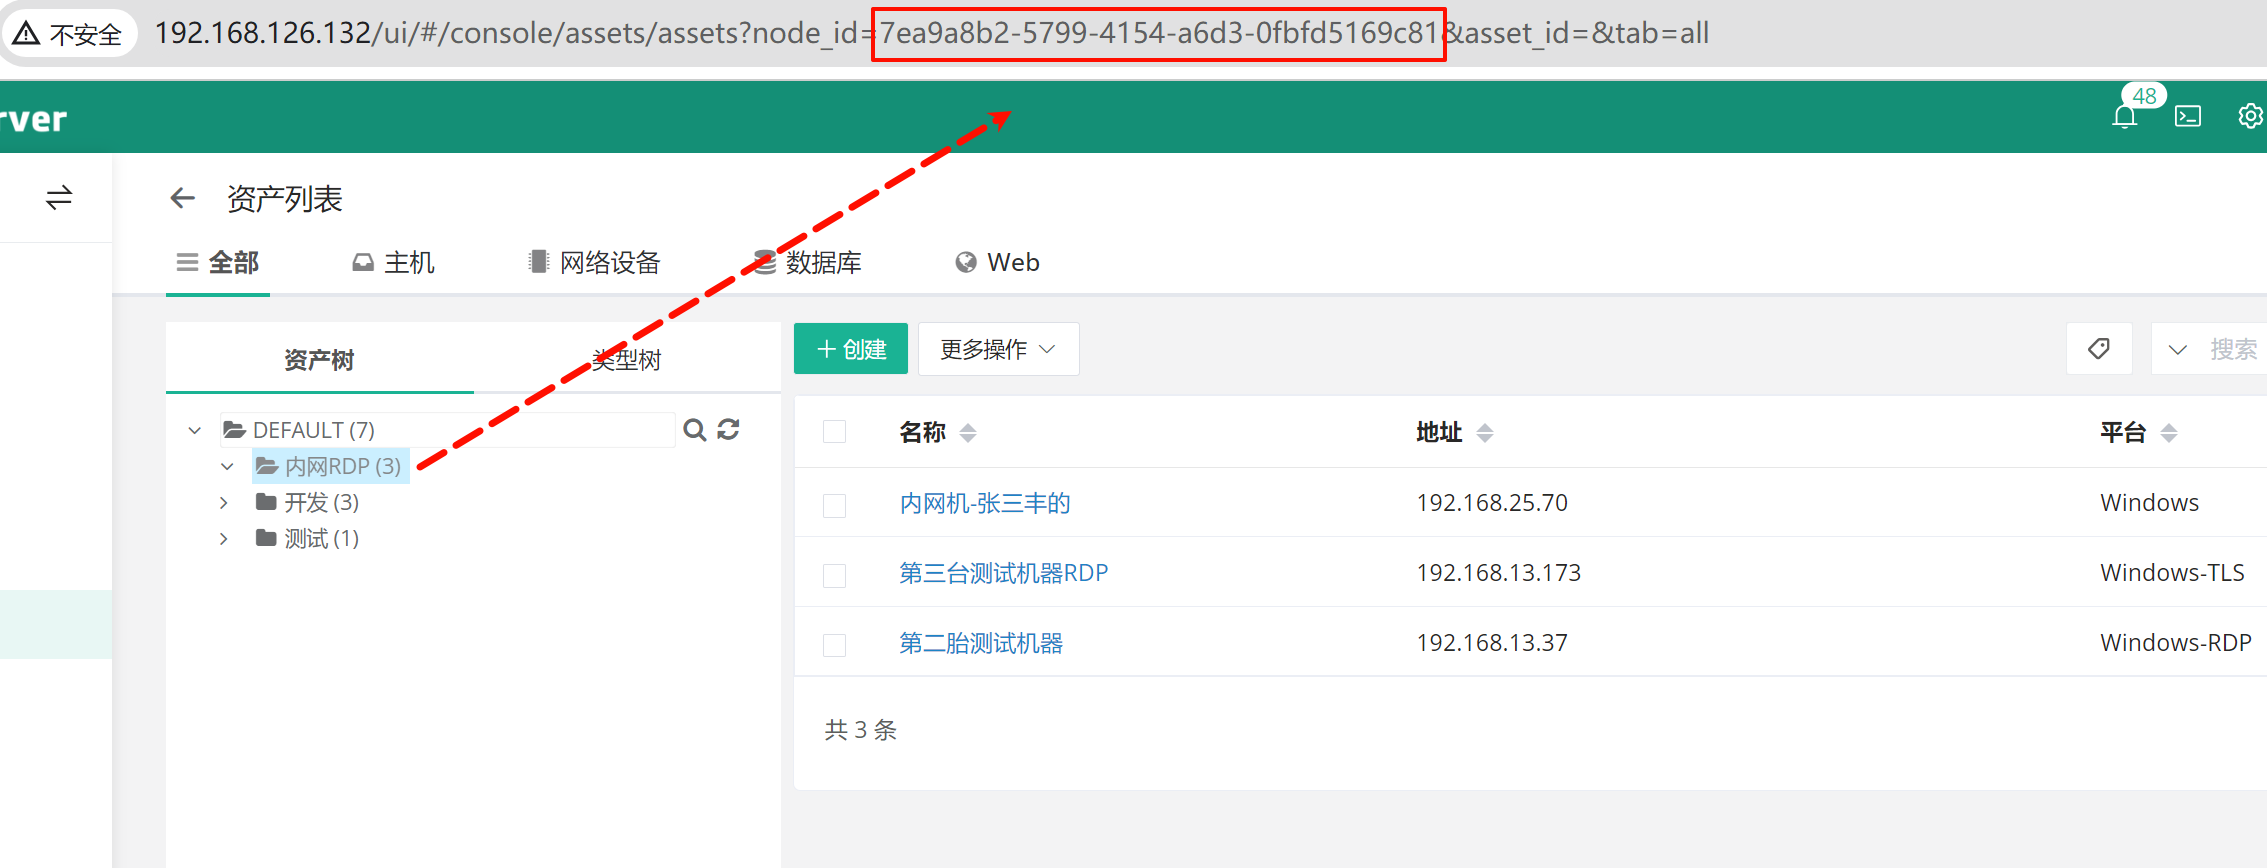 不安全 192.168.126.132/ui/#/console/assets/assets?node_id=7ea9a8b2-5799-4154-a6d3-0fbfd5169c81&asset_id=&tab=all
rver
48
资产列表
全部 主机 网络设备 数据库 Web
资产树 类型树
创建 更多操作 搜索
DEFAULT (7)
内网RDP (3)
开发 (3)
测试 (1)
名称 地址 平台
内网机-张三丰的 192.168.25.70 Windows
第三台测试机器RDP 192.168.13.173 Windows-TLS
第二胎测试机器 192.168.13.37 Windows-RDP
共 3 条